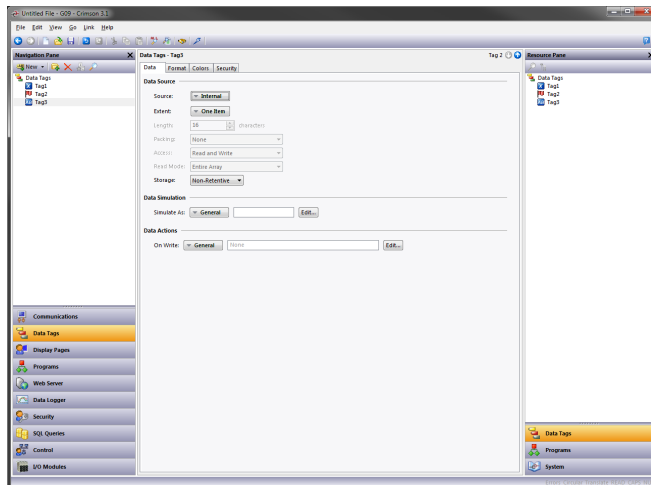 Untitled File - G09 - Crimson 3.1
File Edit View Go Link Help
Navigation Pane
New
Data Tags
Tag1
Tag2
Tag3
Communications
Data Tags
Display Pages
Programs
Web Server
Data Logger
Security
SQL Queries
Control
I/O Modules
Data Tags - Tag3
Tag 2
Data Format Colors Security
Data Source
Source: Internal
Extent: One Item
Length: 16 characters
Packing: None
Access: Read and Write
Read Mode: Entire Array
Storage: Non-Retentive
Data Simulation
Simulate As: General Edit...
Data Actions
On Write: General None Edit...
Resource Pane
Data Tags
Tag1
Tag2
Tag3
Data Tags
Programs
System